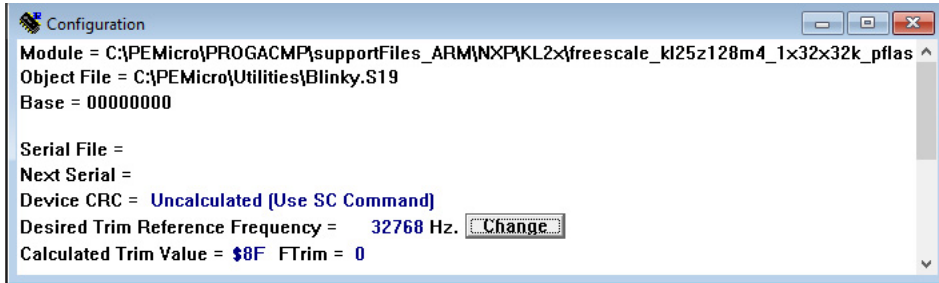 Configuration
Module = C:\PEMicro\PROGACMP\supportFiles_ARM\NXP\KL2x\freescale_kl25z128m4_1x32x32k_pflas
Object File = C:\PEMicro\Utilities\Blinky.S19
Base = 00000000
Serial File =
Next Serial =
Device CRC = Uncalculated (Use SC Command)
Desired Trim Reference Frequency = 32768 Hz. Change
Calculated Trim Value = $8F FTrim = 0